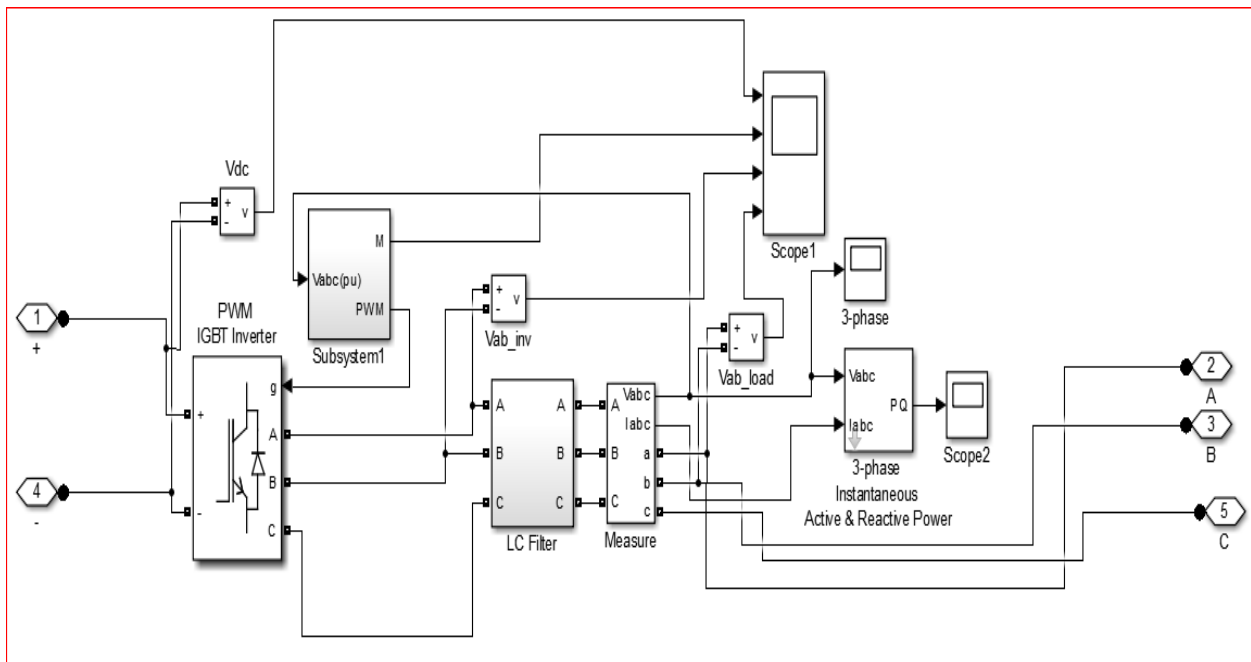 Vdc
+
-
v
Scope1
M
Vabc(pu)
PWM
Subsystem1
+
-
v
Vab_inv
3-phase
1
+
PWM
IGBT Inverter
g
+
-
A
B
C
+
-
v
Vab_load
A
B
C
A
B
C
LC Filter
A
B
C
Vabc
Iabc
a
b
c
Measure
Vabc
Iabc
PQ
3-phase
Instantaneous
Active & Reactive Power
Scope2
2
A
3
B
4
-
5
C